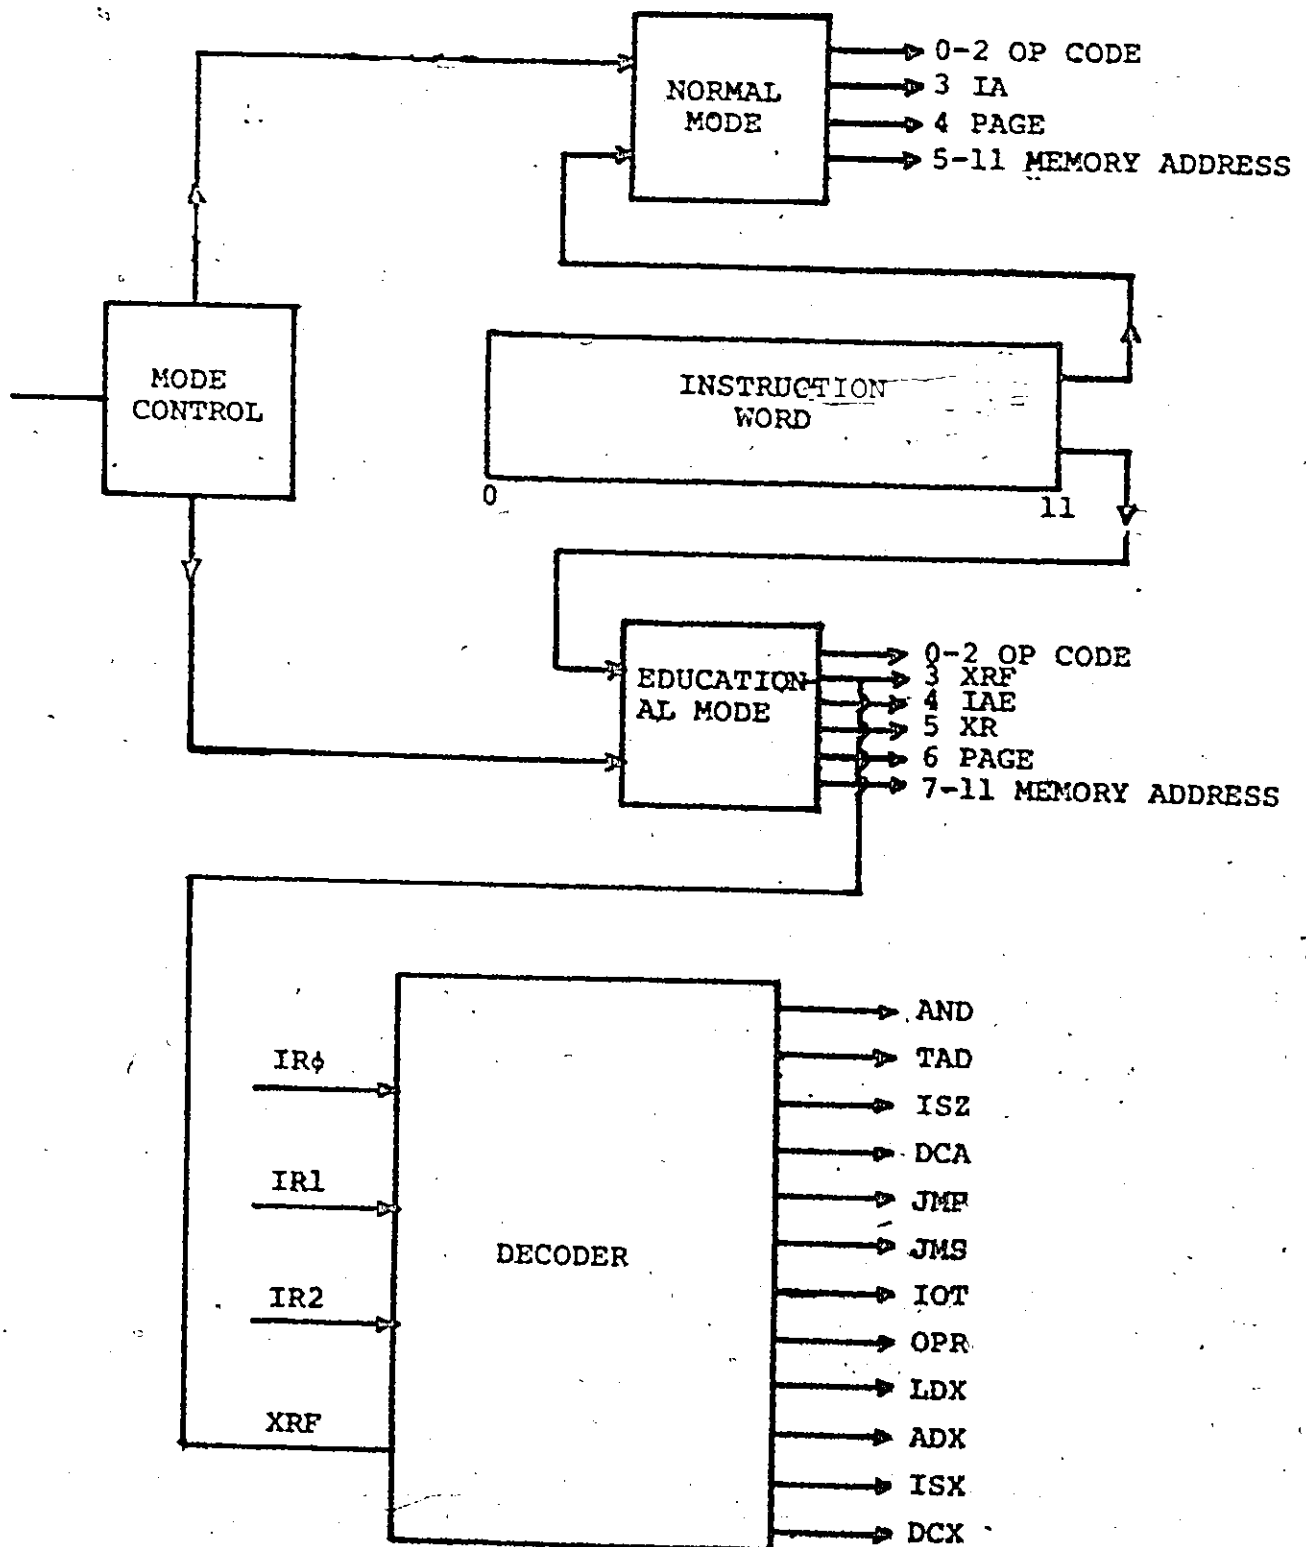 0-2 OP CODE
3 IA
4 PAGE
5-11 MEMORY ADDRESS
NORMAL
MODE
MODE
CONTROL
INSTRUCTION
WORD
0
11
EDUCATION
AL MODE
0-2 OP CODE
3 XRF
4 IAE
5 XR
6 PAGE
7-11 MEMORY ADDRESS
IRϕ
IR1
IR2
XRF
DECODER
AND
TAD
ISZ
DCA
JMP
JMS
IOT
OPR
LDX
ADX
ISX
DCX